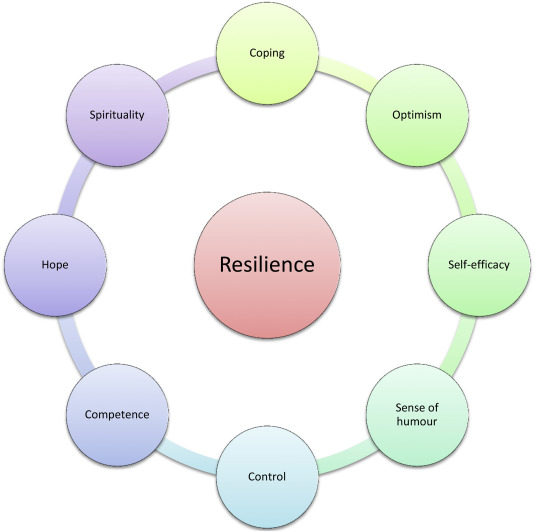 Coping
Optimism
Self-efficacy
Sense of
humour
Control
Competence
Hope
Spirituality
Resilience